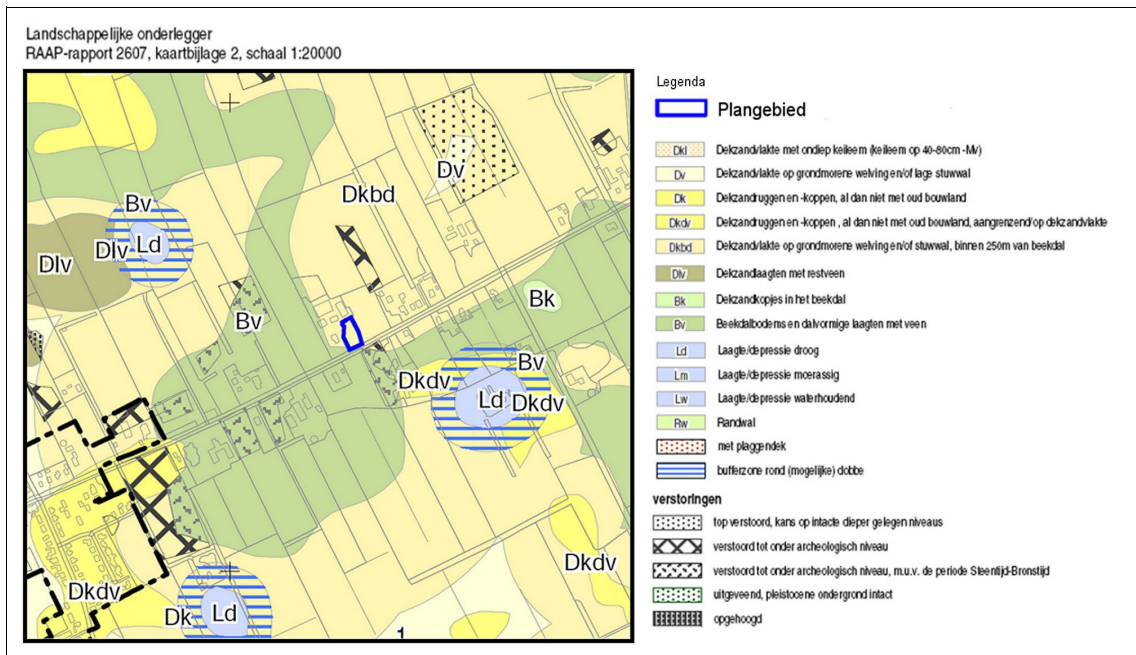 Landschappelijke onderlegger
RAAP-rapport 2607, kaartbijlage 2, schaal 1:20000
Dv
Dkbd
Bv
Ld
Dlv
Dlv
Bk
Bv
Bv
Dkdv
Ld
Dkdv
Dkdv
Dkdv
Dk
Ld
1
Legenda
Plangebied
Dkl Dekzandvlakte met ondiep keileem (keileem op 40-80cm -Mv)
Dv Dekzandvlakte op grondmorene welving en/of lage stuwwal
Dk Dekzandruggen en -koppen, al dan niet met oud bouwland
Dkdv Dekzandruggen en -koppen, al dan niet met oud bouwland, aangrenzend/op dekzandvlakte
Dkbd Dekzandvlakte op grondmorene welving en/of stuwwal, binnen 250m van beekdal
Dlv Dekzandlaagten met restveen
Bk Dekzandkopjes in het beekdal
Bv Beekdalbodems en dalvormige laagten met veen
Ld Laagte/depressie droog
Lm Laagte/depressie moerassig
Lw Laagte/depressie waterhoudend
Rw Randwal
met plaggendek
bufferzone rond (mogelijke) dobbe
verstoringen
top verstoord, kans op intacte dieper gelegen niveaus
verstoord tot onder archeologisch niveau
verstoord tot onder archeologisch niveau, m.u.v. de periode Steentijd-Bronstijd
uitgeveend, pleistocene ondergrond intact
opgehoogd